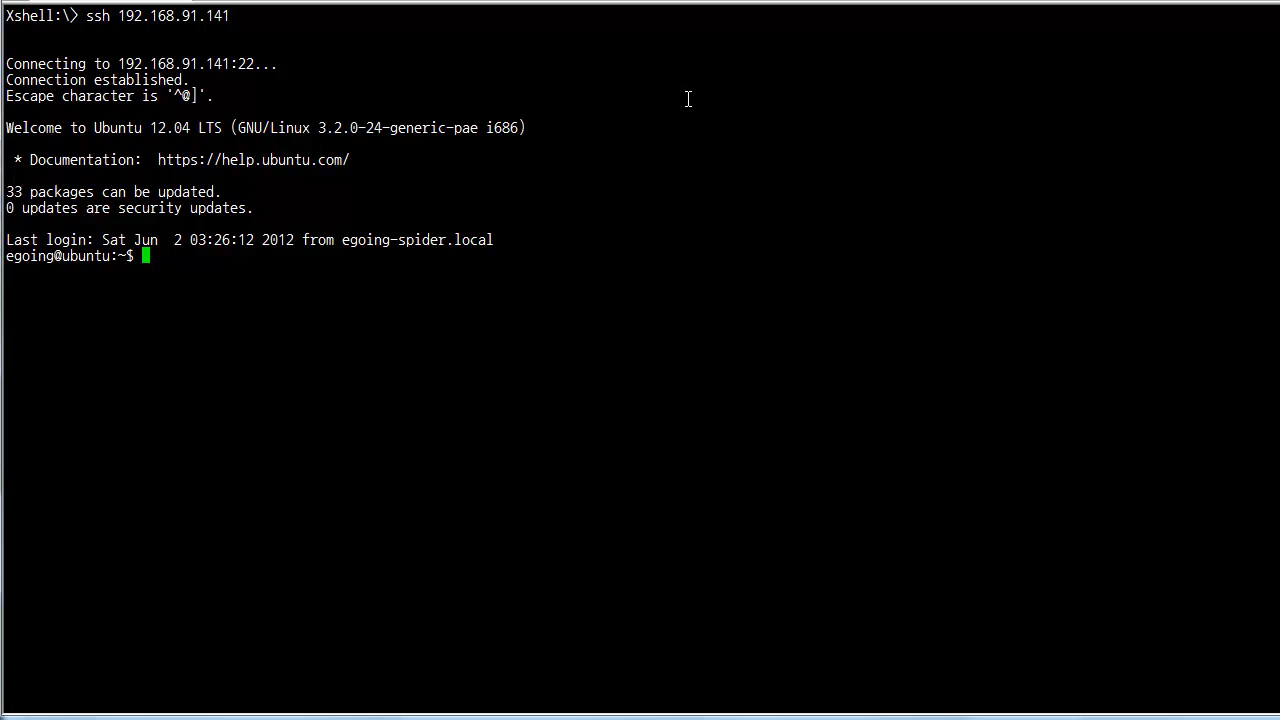 Xshell:\> ssh 192.168.91.141
Connecting to 192.168.91.141:22...
Connection established.
Escape character is '^@]'.
Welcome to Ubuntu 12.04 LTS (GNU/Linux 3.2.0-24-generic-pae i686)
* Documentation:  https://help.ubuntu.com/
33 packages can be updated.
0 updates are security updates.
Last login: Sat Jun  2 03:26:12 2012 from egoing-spider.local
egoing@ubuntu:~$